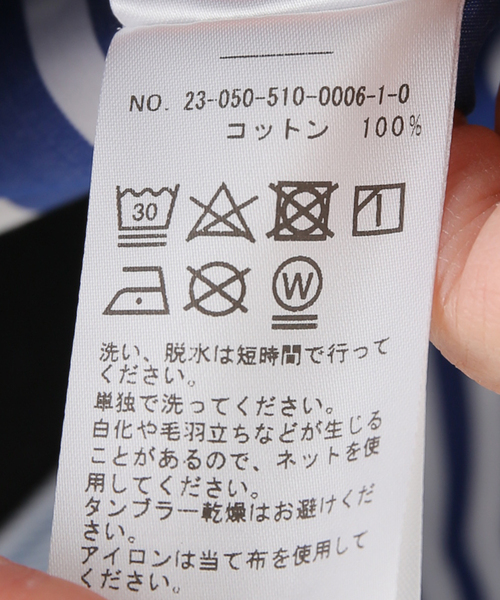 NO. 23-050-510-0006-1-0
コットン 100%
30
W
洗い、脱水は短時間で行って
ください。
単独で洗ってください。
白化や毛羽立ちなどが生じる
ことがあるので、ネットを使
用してください。
タンブラー乾燥はお避けくだ
さい。
アイロンは当て布を使用して
ください。